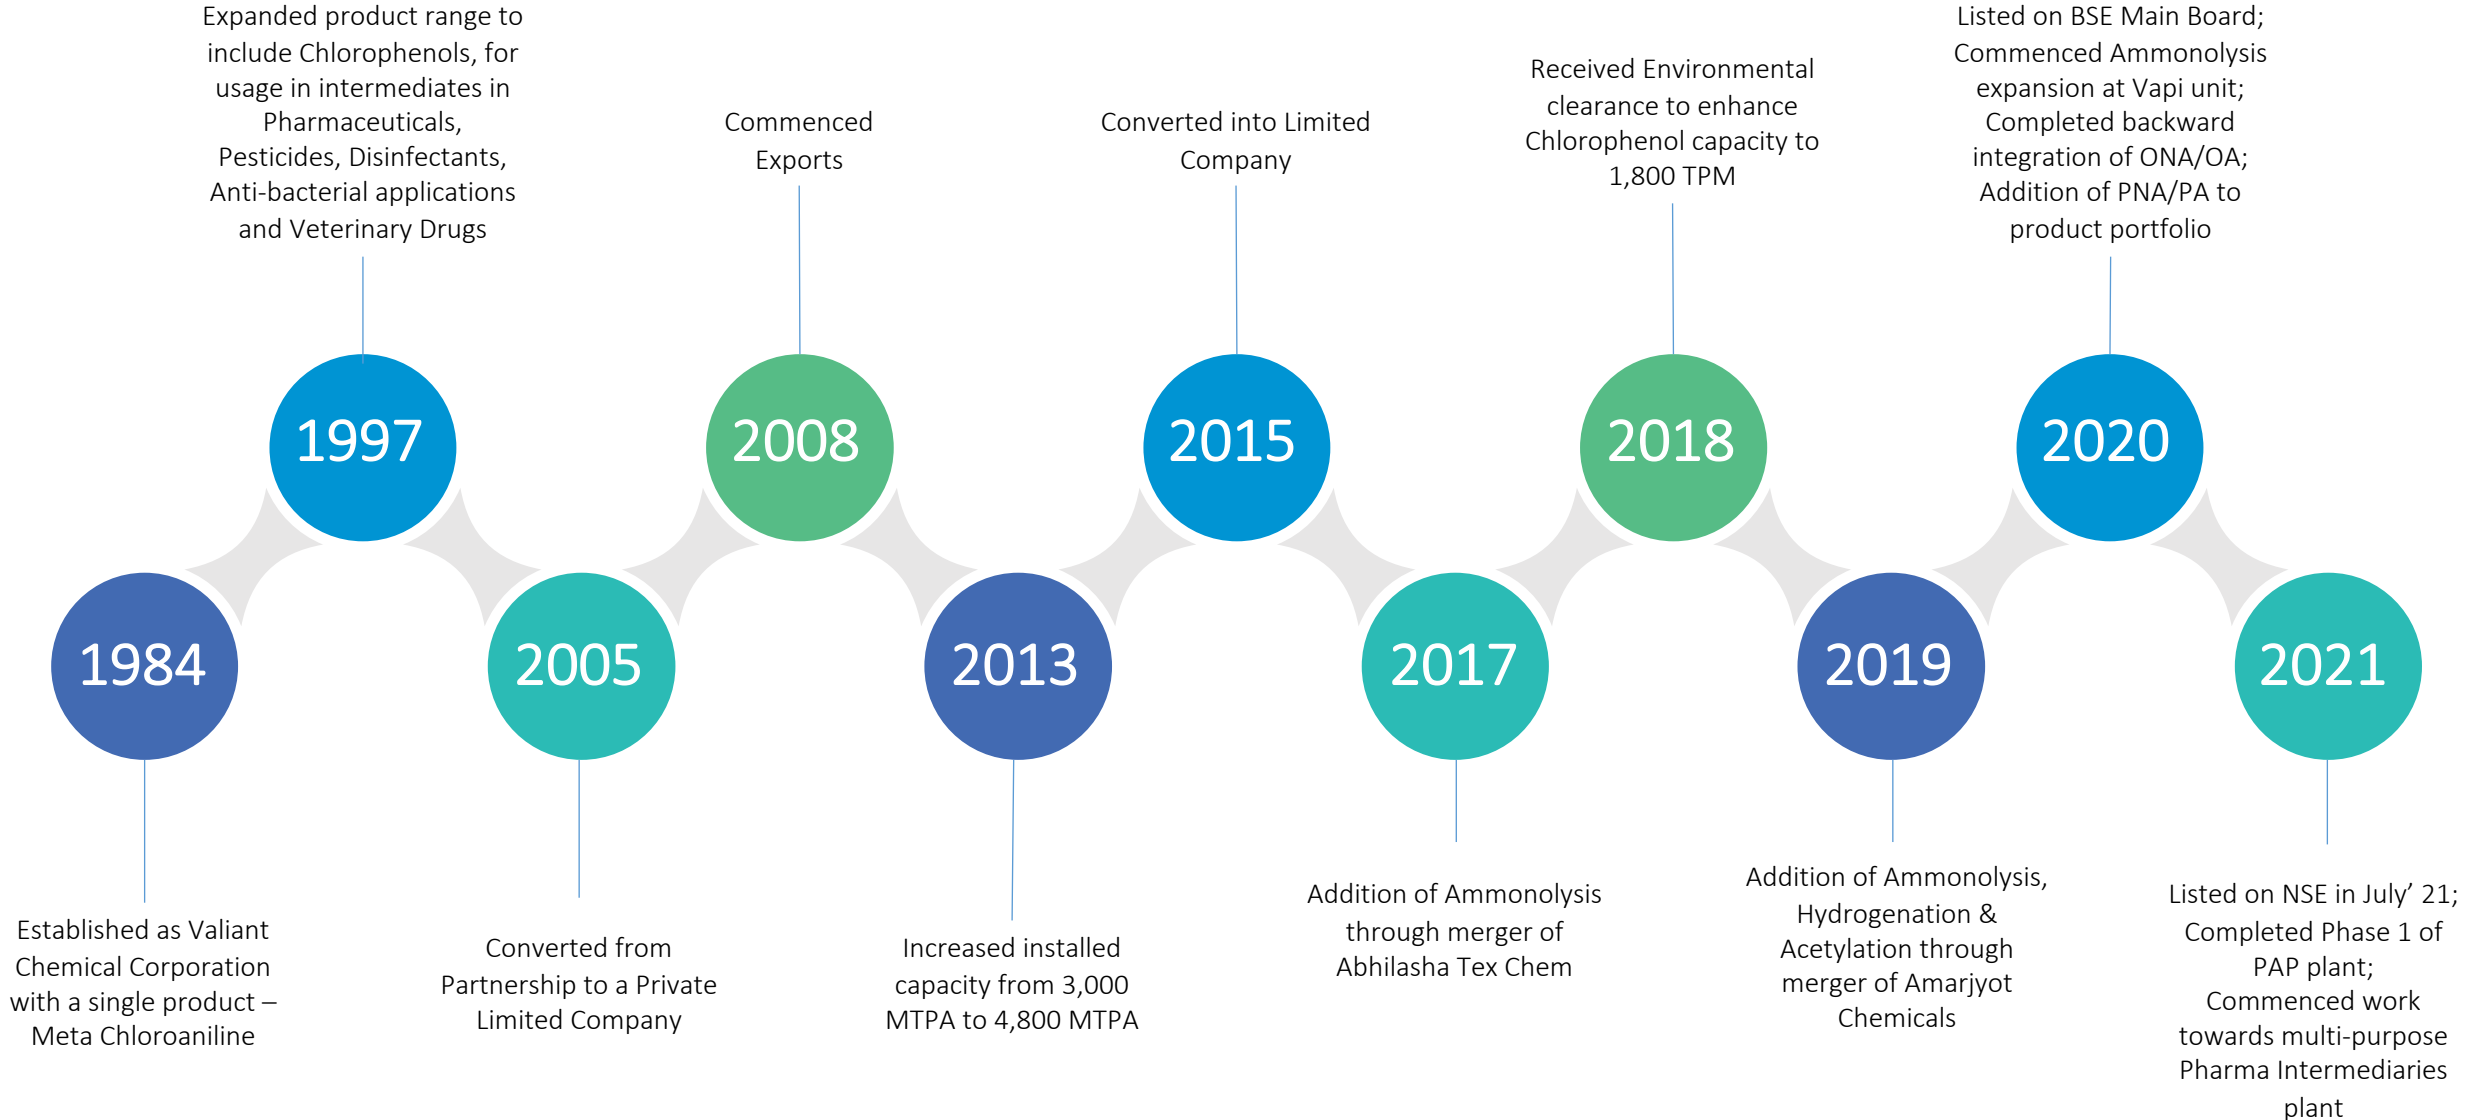 Expanded product range to
include Chlorophenols, for
usage in intermediates in
Pharmaceuticals,
Pesticides, Disinfectants,
Anti-bacterial applications
and Veterinary Drugs
Commenced
Exports
Converted into Limited
Company
Received Environmental
clearance to enhance
Chlorophenol capacity to
1,800 TPM
Listed on BSE Main Board;
Commenced Ammonolysis
expansion at Vapi unit;
Completed backward
integration of ONA/OA;
Addition of PNA/PA to
product portfolio
1997
2008
2015
2018
2020
1984
2005
2013
2017
2019
2021
Established as Valiant
Chemical Corporation
with a single product –
Meta Chloroaniline
Converted from
Partnership to a Private
Limited Company
Increased installed
capacity from 3,000
MTPA to 4,800 MTPA
Addition of Ammonolysis
through merger of
Abhilasha Tex Chem
Addition of Ammonolysis,
Hydrogenation &
Acetylation through
merger of Amarjyot
Chemicals
Listed on NSE in July’ 21;
Completed Phase 1 of
PAP plant;
Commenced work
towards multi-purpose
Pharma Intermediaries
plant